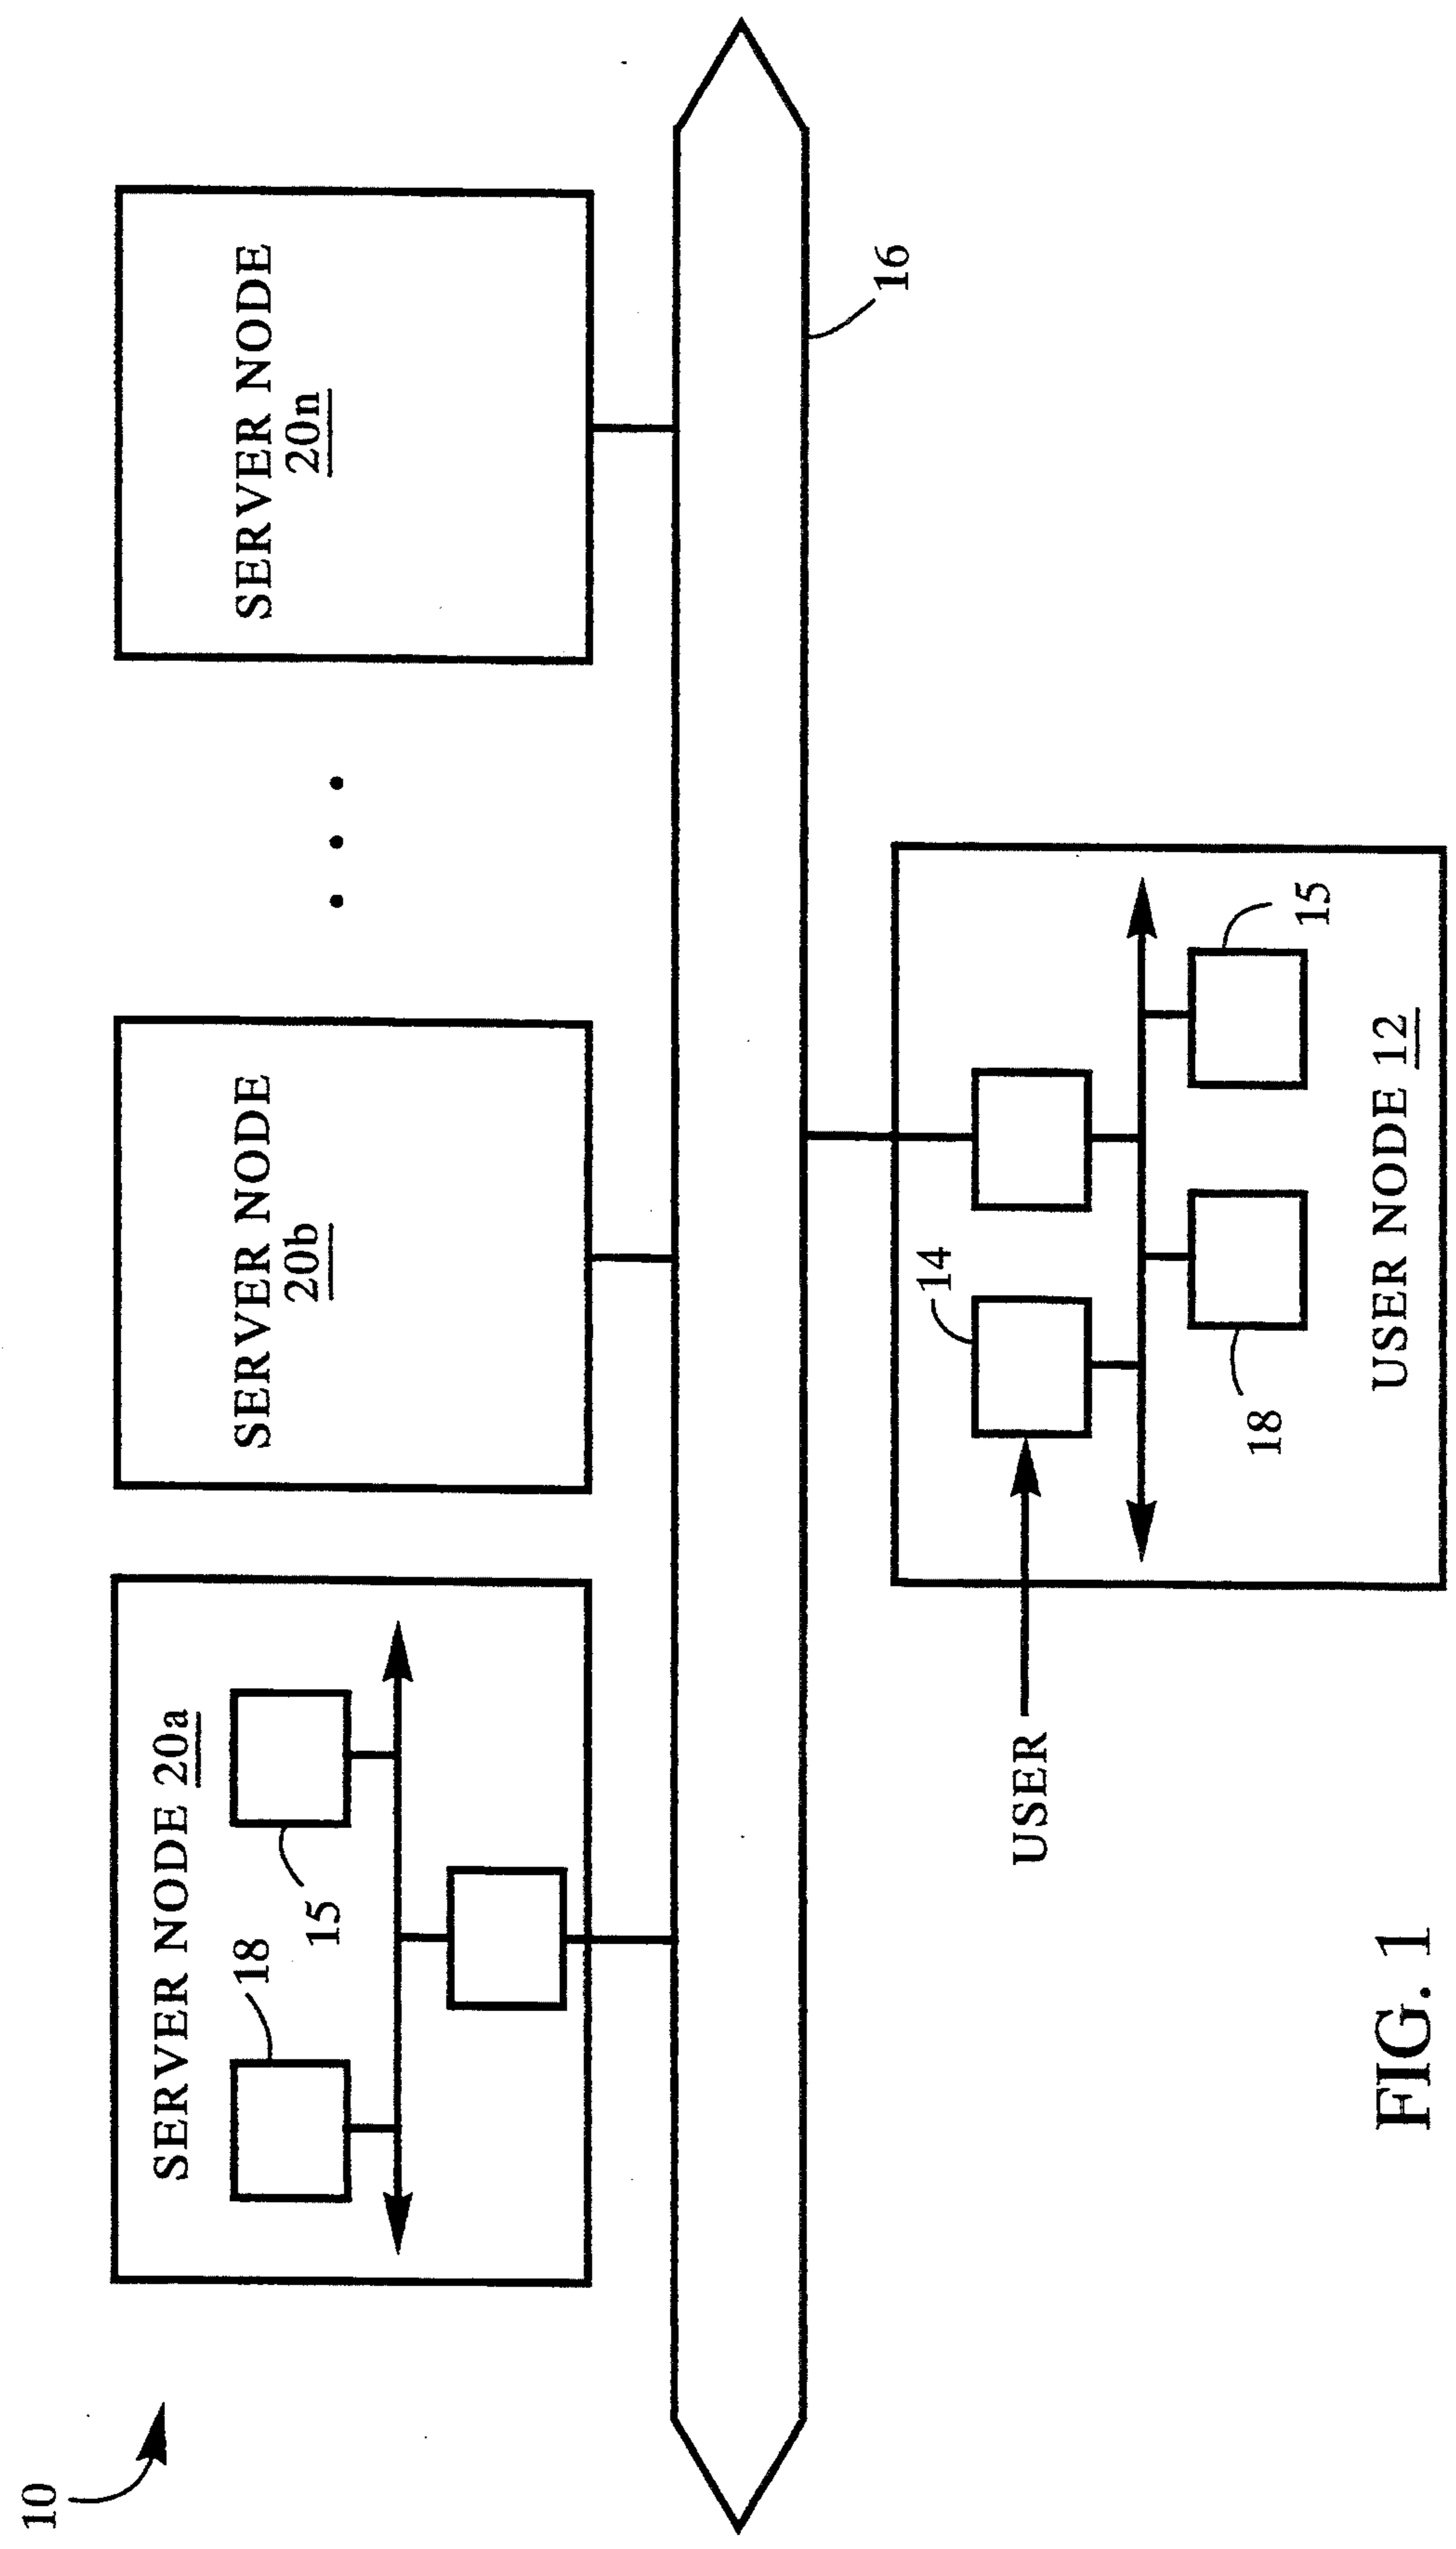 10
SERVER NODE 20a
18
15
SERVER NODE
20b
SERVER NODE
20n
16
14
USER
18
15
USER NODE 12
FIG. 1